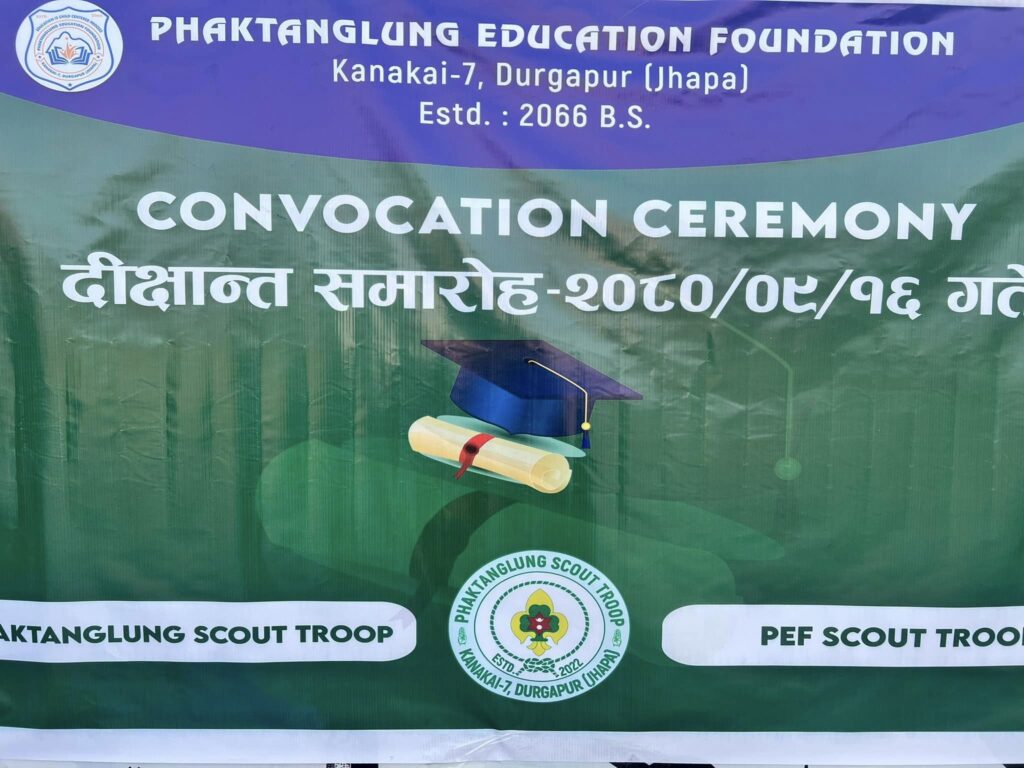 PHAKTANGLUNG EDUCATION FOUNDATION
Kanakai-7, Durgapur (Jhapa)
Estd. : 2066 B.S.
CONVOCATION CEREMONY
दीक्षान्त समारोह-२०८०/०९/१६ गते
AKTANGLUNG SCOUT TROOP
PHAKTANGLUNG SCOUT TROOP
ESTD. 2022
KANAKAI-7, DURGAPUR (JHAPA)
PEF SCOUT TROO